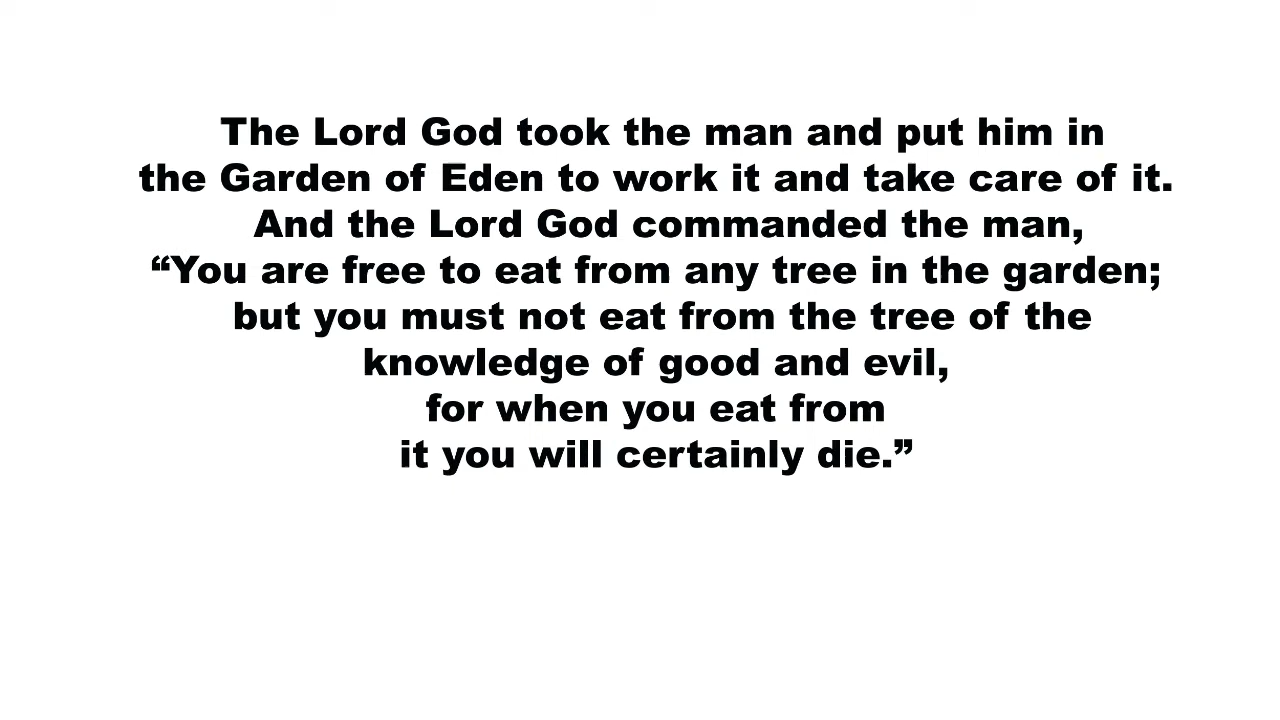 The Lord God took the man and put him in
the Garden of Eden to work it and take care of it.
And the Lord God commanded the man,
“You are free to eat from any tree in the garden;
but you must not eat from the tree of the
knowledge of good and evil,
for when you eat from
it you will certainly die.”